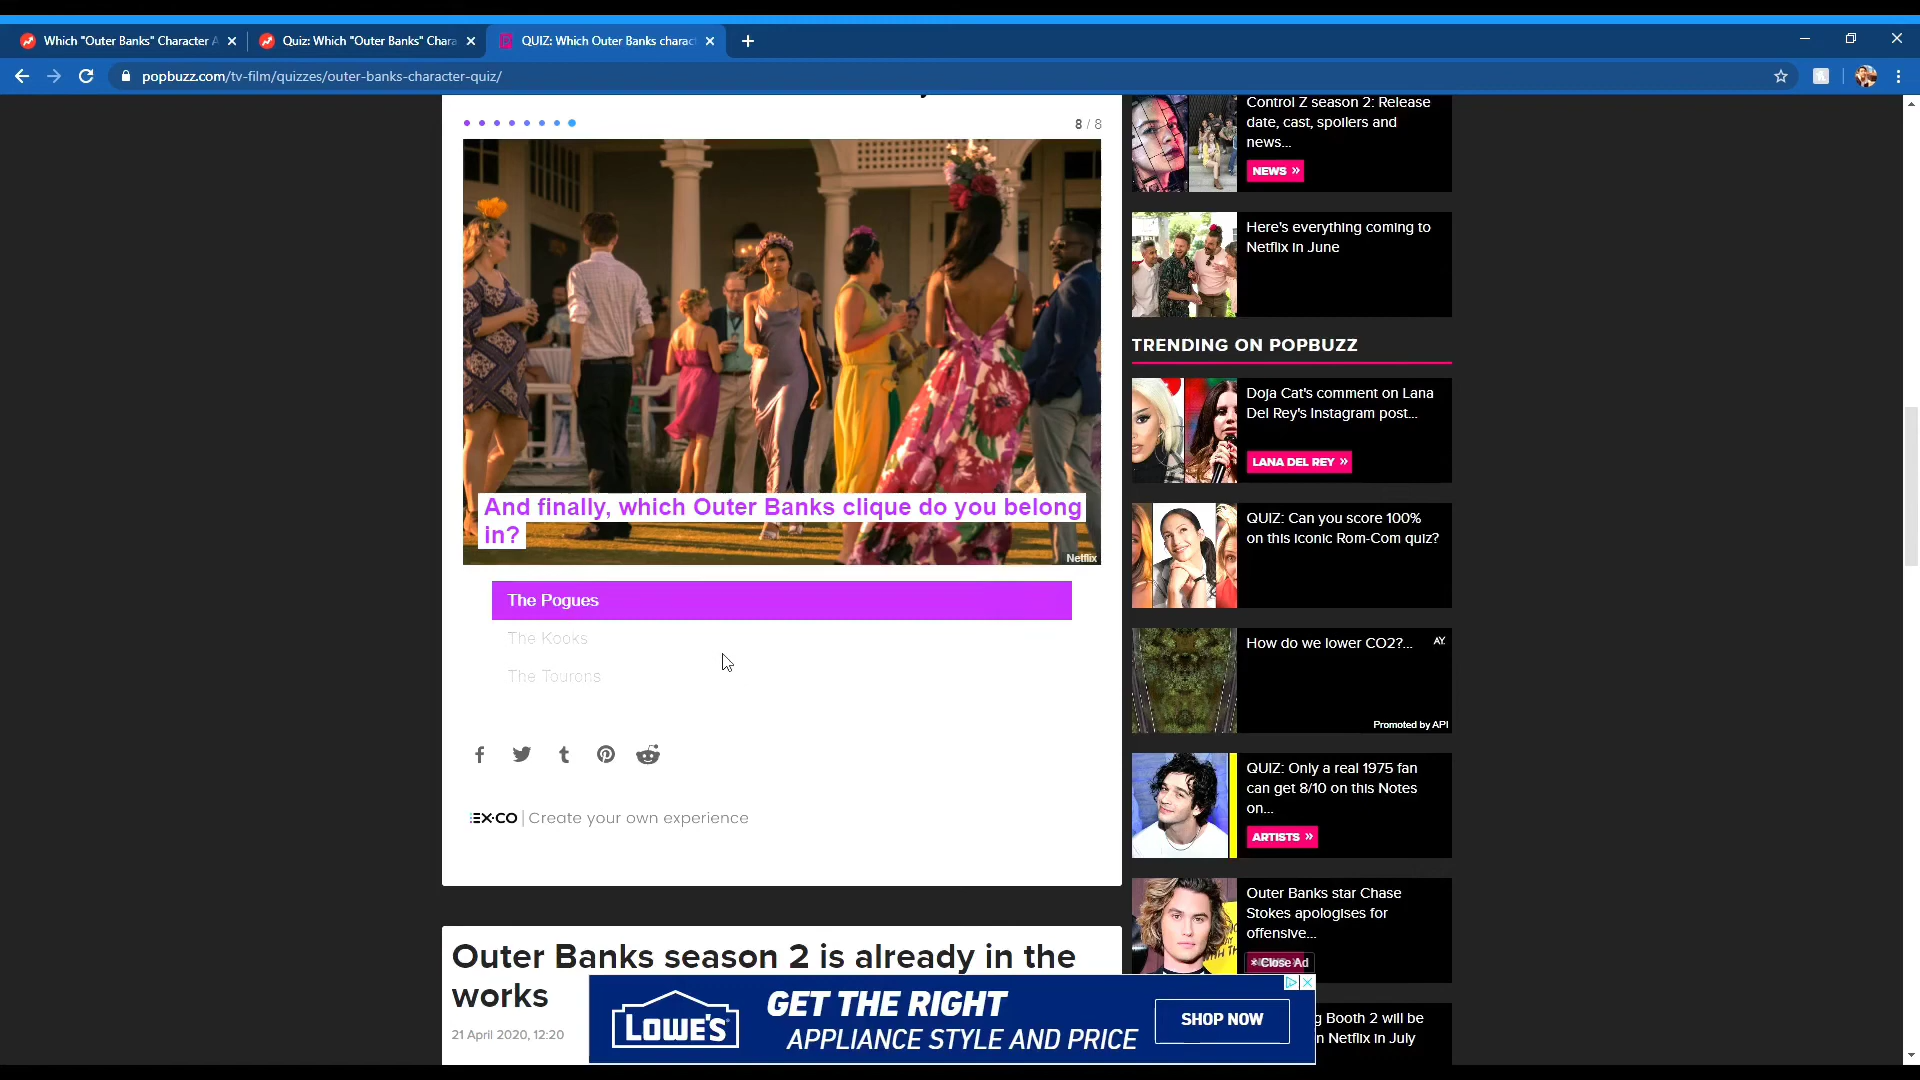 Which "Outer Banks" Character A
Quiz: Which "Outer Banks" Chara
QUIZ: Which Outer Banks charac
popbuzz.com/tv-film/quizzes/outer-banks-character-quiz/
8 / 8
And finally, which Outer Banks clique do you belong
in?
Netflix
The Pogues
The Kooks
The Tourons
EX·CO | Create your own experience
Outer Banks season 2 is already in the
works
21 April 2020, 12:20
Control Z season 2: Release
date, cast, spoilers and
news...
NEWS »
Here's everything coming to
Netflix in June
TRENDING ON POPBUZZ
Doja Cat's comment on Lana
Del Rey's Instagram post...
LANA DEL REY »
QUIZ: Can you score 100%
on this iconic Rom-Com quiz?
How do we lower CO2?...
Promoted by API
QUIZ: Only a real 1975 fan
can get 8/10 on this Notes
on...
ARTISTS »
Outer Banks star Chase
Stokes apologises for
offensive...
× Close Ad
g Booth 2 will be
n Netflix in July
LOWE'S
GET THE RIGHT
APPLIANCE STYLE AND PRICE
SHOP NOW